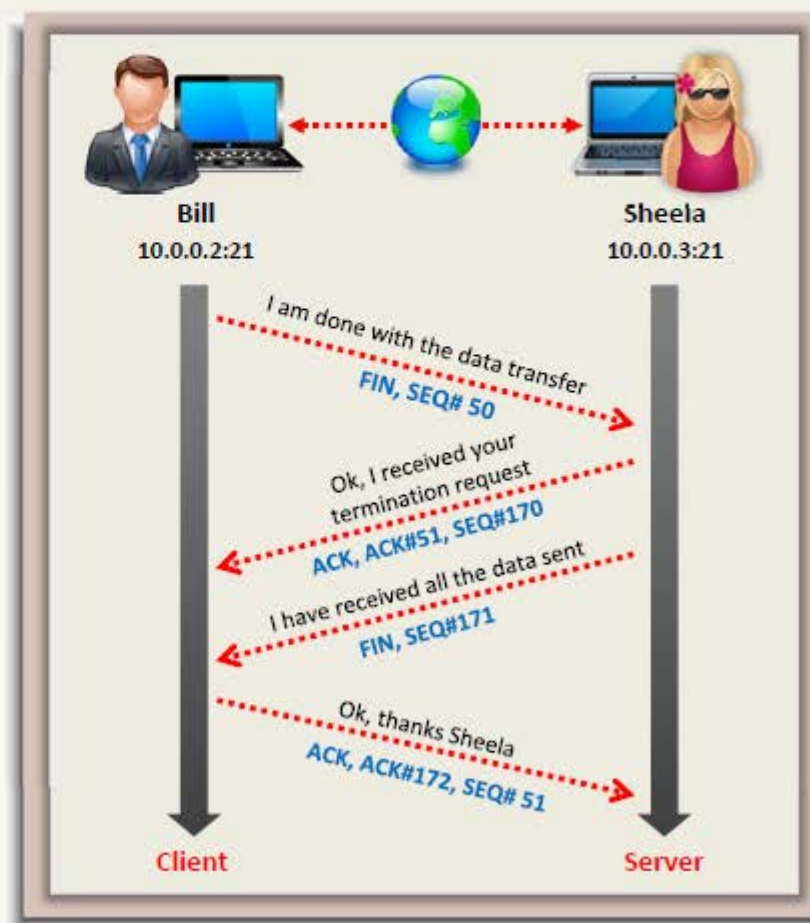 Bill
10.0.0.2:21
Sheela
10.0.0.3:21
I am done with the data transfer
FIN, SEQ# 50
Ok, I received your
termination request
ACK, ACK#51, SEQ#170
I have received all the data sent
FIN, SEQ#171
Ok, thanks Sheela
ACK, ACK#172, SEQ# 51
Client
Server